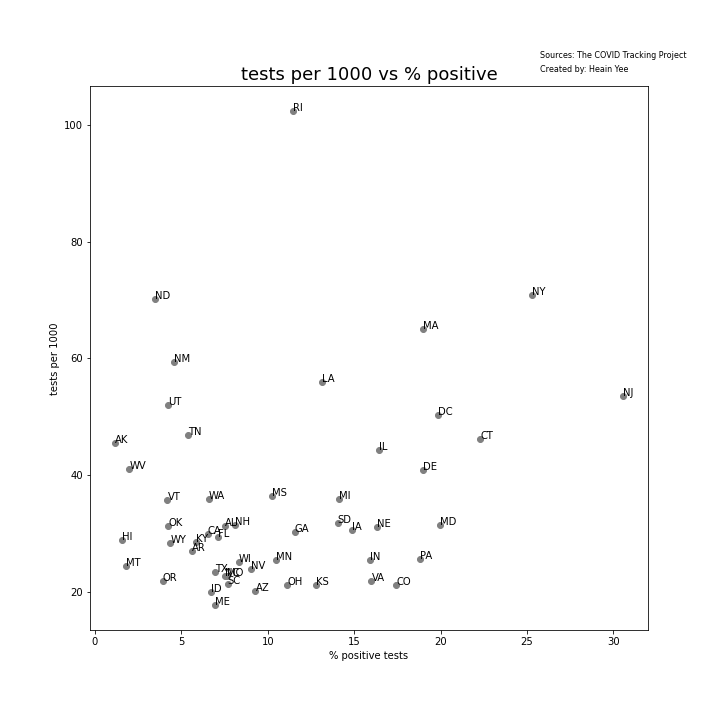 Sources: The COVID Tracking Project
Created by: Heain Yee
tests per 1000 vs % positive
RI
100
80
ND
NY
MA
NM
60
LA
NJ
UT
DC
TN
CT
AK
IL
WV
DE
40
VT
WA
MS
MI
OK
CA
AL
NH
FL
GA
SD
IA
NE
MD
HI
WY
KY
AR
MT
WI
MN
IN
PA
TX
NV
OR
SC
ID
AZ
OH
KS
VA
CO
20
ME
0
5
10
15
20
25
30
tests per 1000
% positive tests